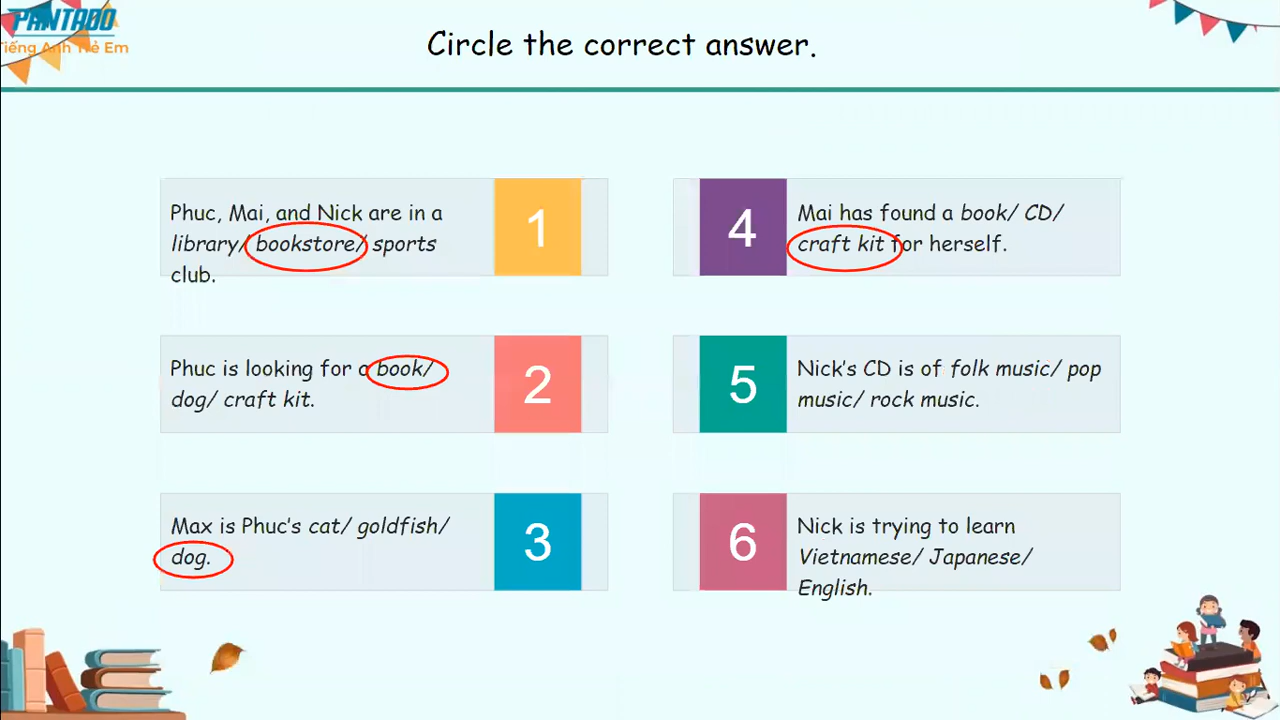 PANTADO
Tiếng Anh Trẻ Em
Circle the correct answer.
Phuc, Mai, and Nick are in a
library/ bookstore/ sports
club.
1
Phuc is looking for a book/
dog/ craft kit.
2
Max is Phuc's cat/ goldfish/
dog.
3
4
Mai has found a book/ CD/
craft kit for herself.
5
Nick's CD is of folk music/ pop
music/ rock music.
6
Nick is trying to learn
Vietnamese/ Japanese/
English.